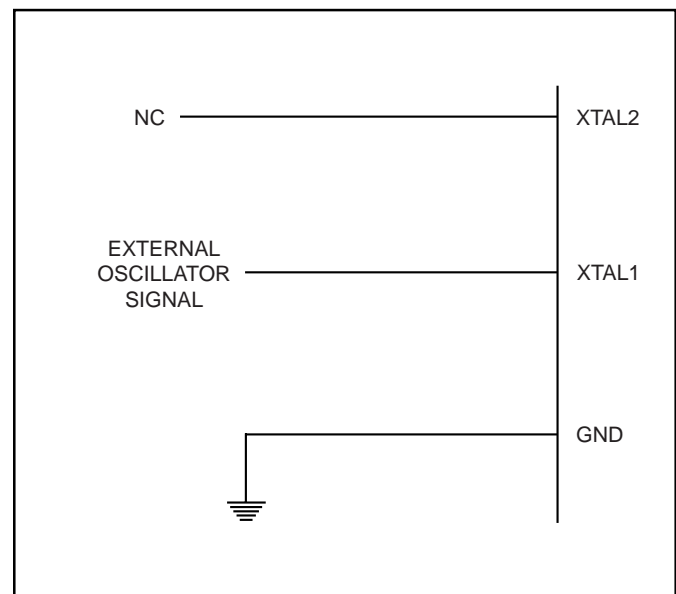 NC
XTAL2
EXTERNAL
OSCILLATOR
SIGNAL
XTAL1
GND